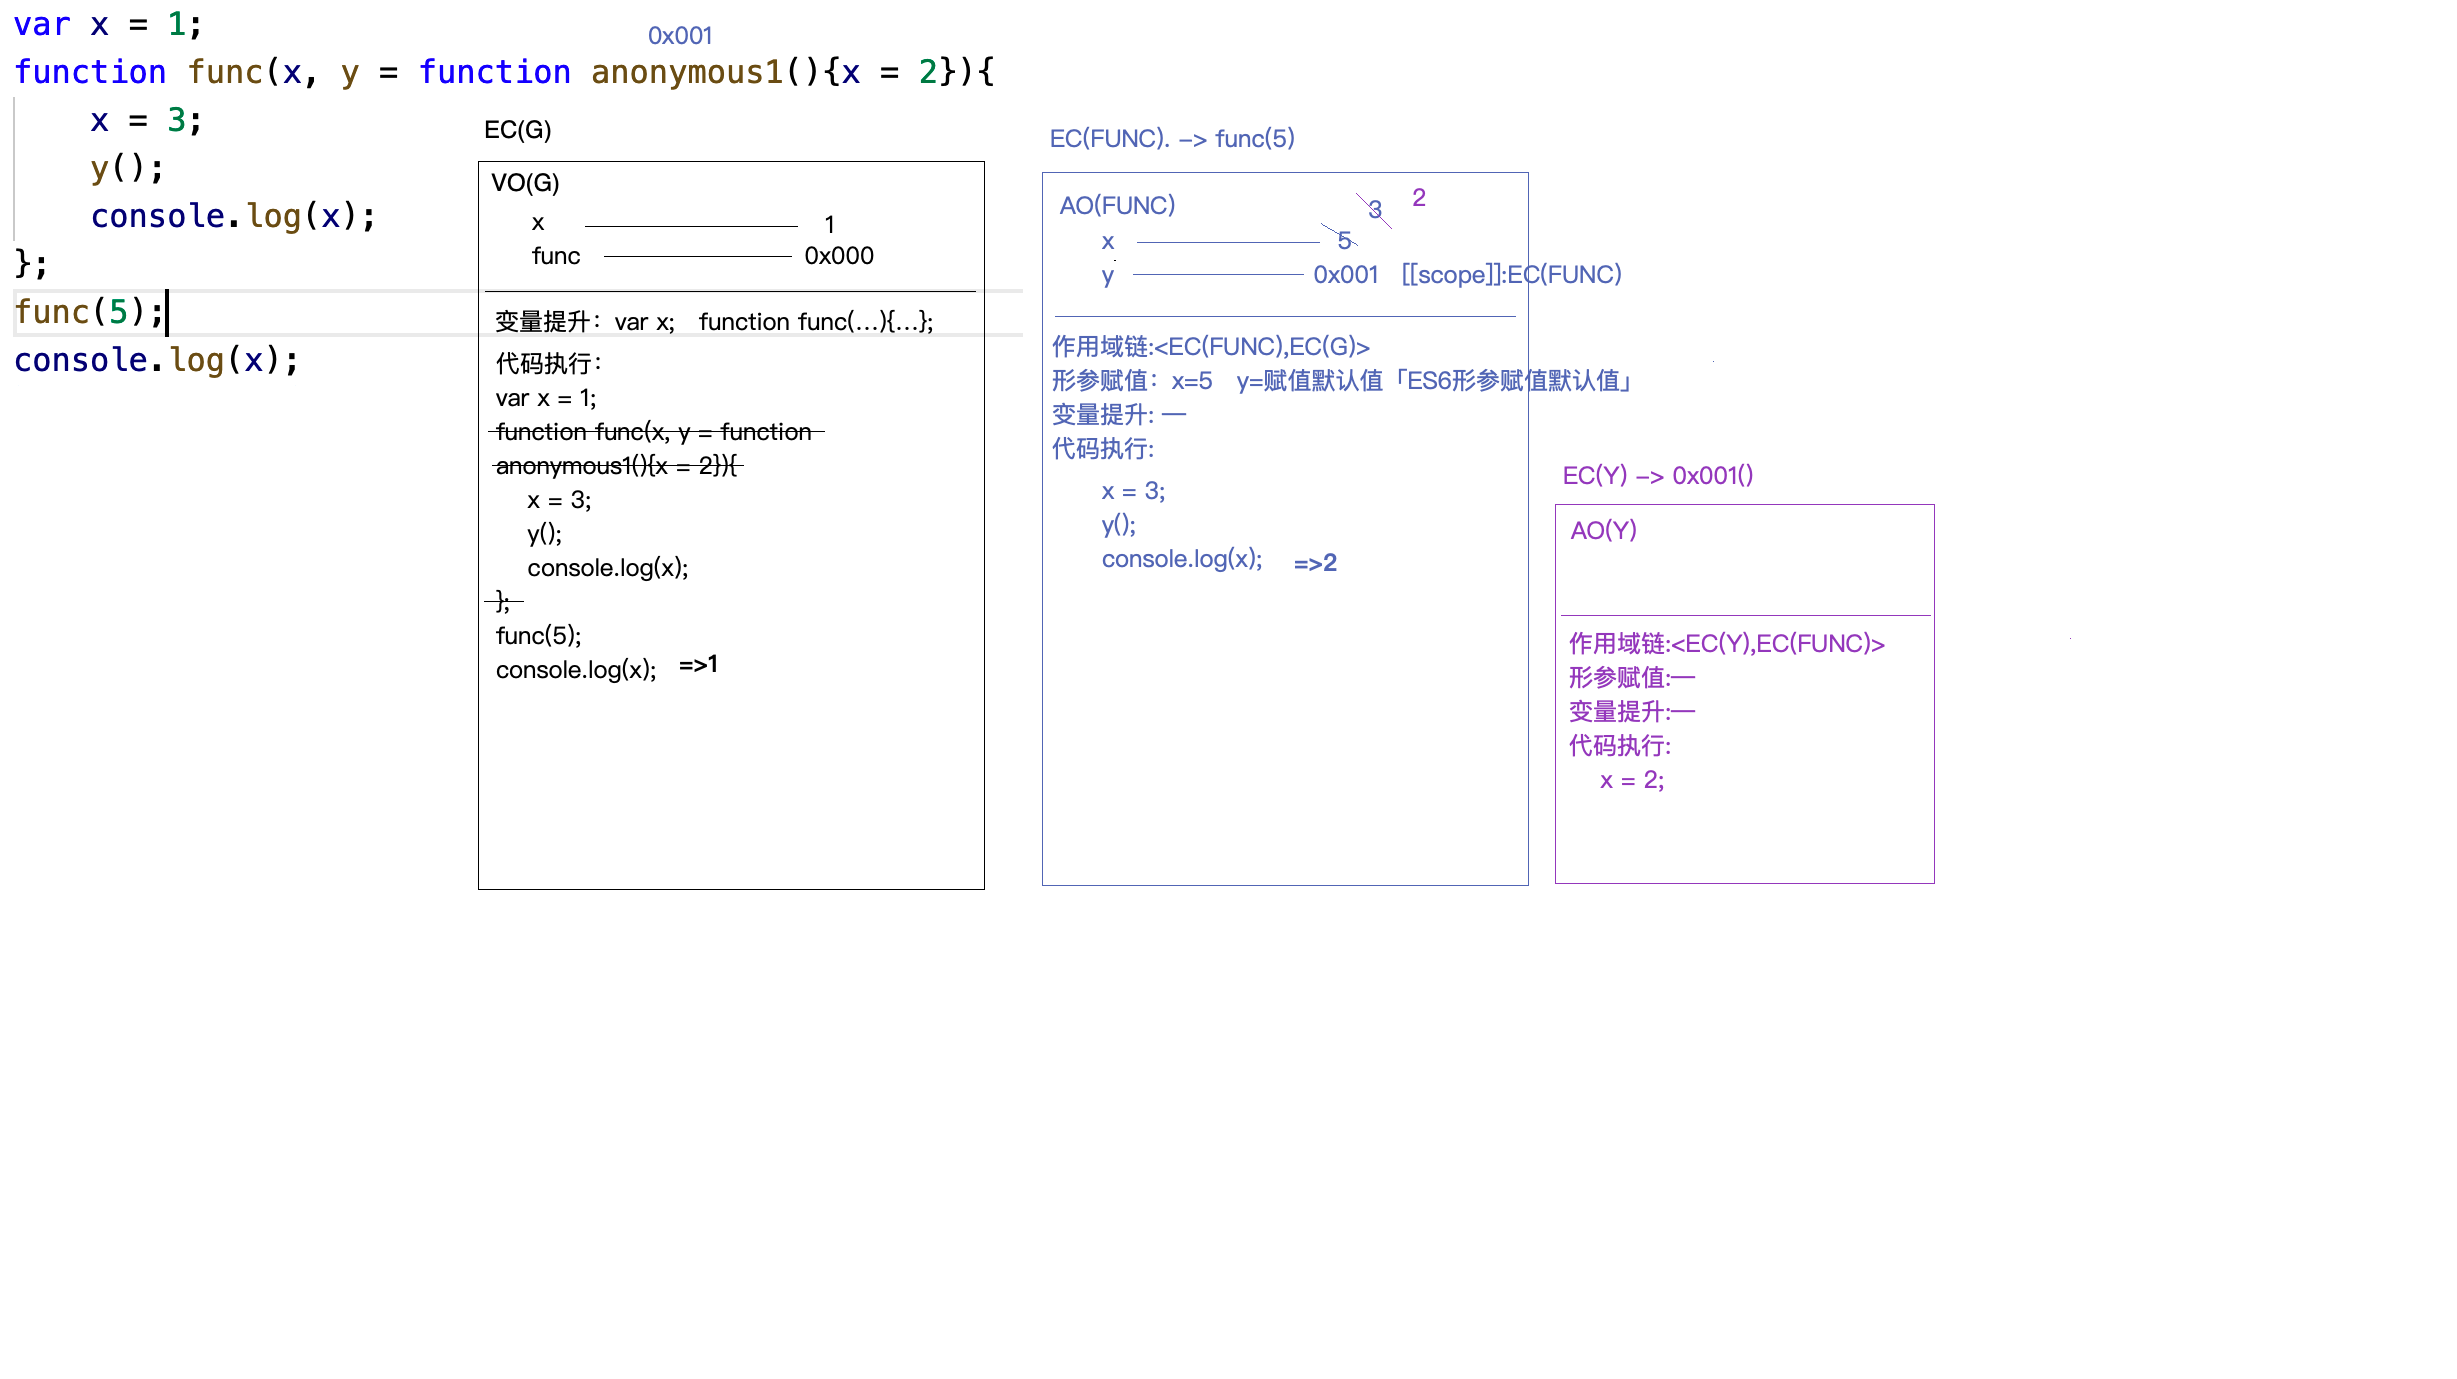 var x = 1;
0x001
function func(x, y = function anonymous1(){x = 2}){
x = 3;
y();
console.log(x);
};
func(5);
console.log(x);
EC(G)
VO(G)
x 1
func 0x000
变量提升：var x; function func(...){...};
代码执行：
var x = 1;
function func(x, y = function
anonymous1(){x = 2}){
x = 3;
y();
console.log(x);
};
func(5);
console.log(x); =>1
EC(FUNC). -> func(5)
AO(FUNC) 3 2
x 5
y 0x001 [[scope]]:EC(FUNC)
作用域链:<EC(FUNC),EC(G)>
形参赋值：x=5 y=赋值默认值「ES6形参赋值默认值」
变量提升: —
代码执行:
x = 3;
y();
console.log(x); =>2
EC(Y) -> 0x001()
AO(Y)
作用域链:<EC(Y),EC(FUNC)>
形参赋值:—
变量提升:—
代码执行:
x = 2;